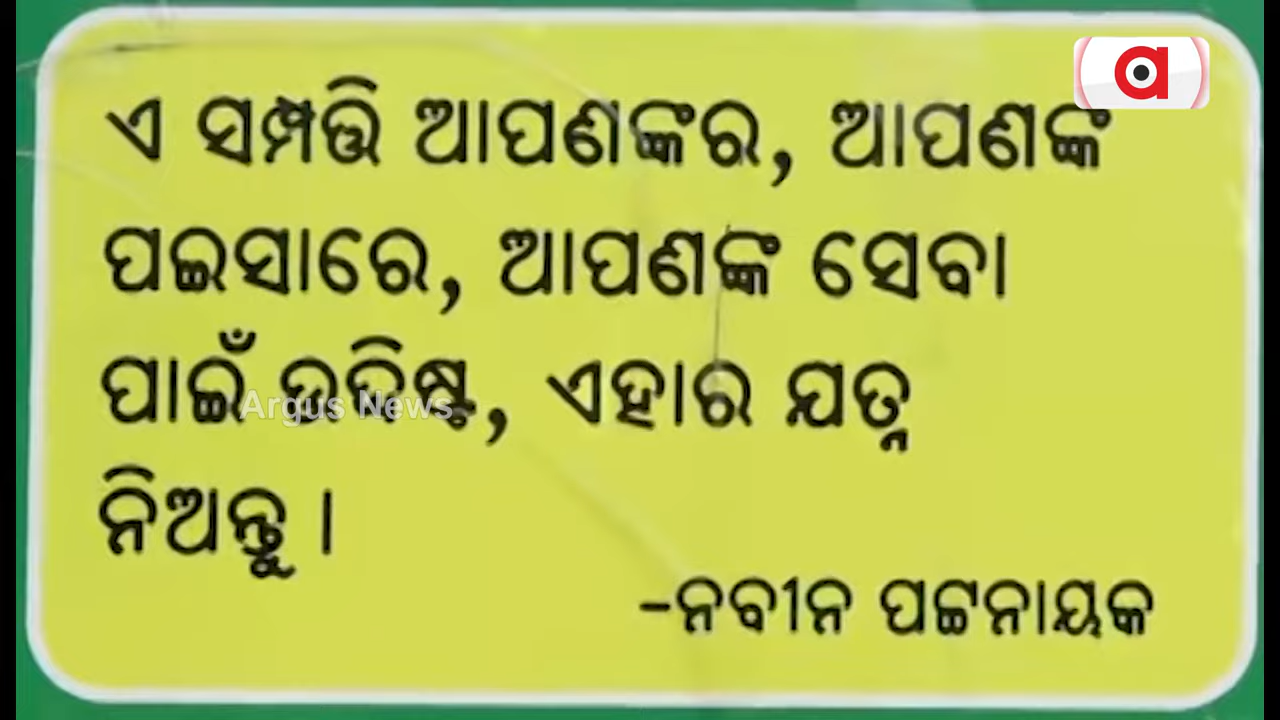 ଏ ସମ୍ପତ୍ତି ଆପଣଙ୍କର, ଆପଣଙ୍କ
ପଇସାରେ, ଆପଣଙ୍କ ସେବା
ପାଇଁ ଉଦ୍ଦିଷ୍ଟ, ଏହାର ଯତ୍ନ
Argus News
ନିଅନ୍ତୁ ।
-ନବୀନ ପଟ୍ଟନାୟକ